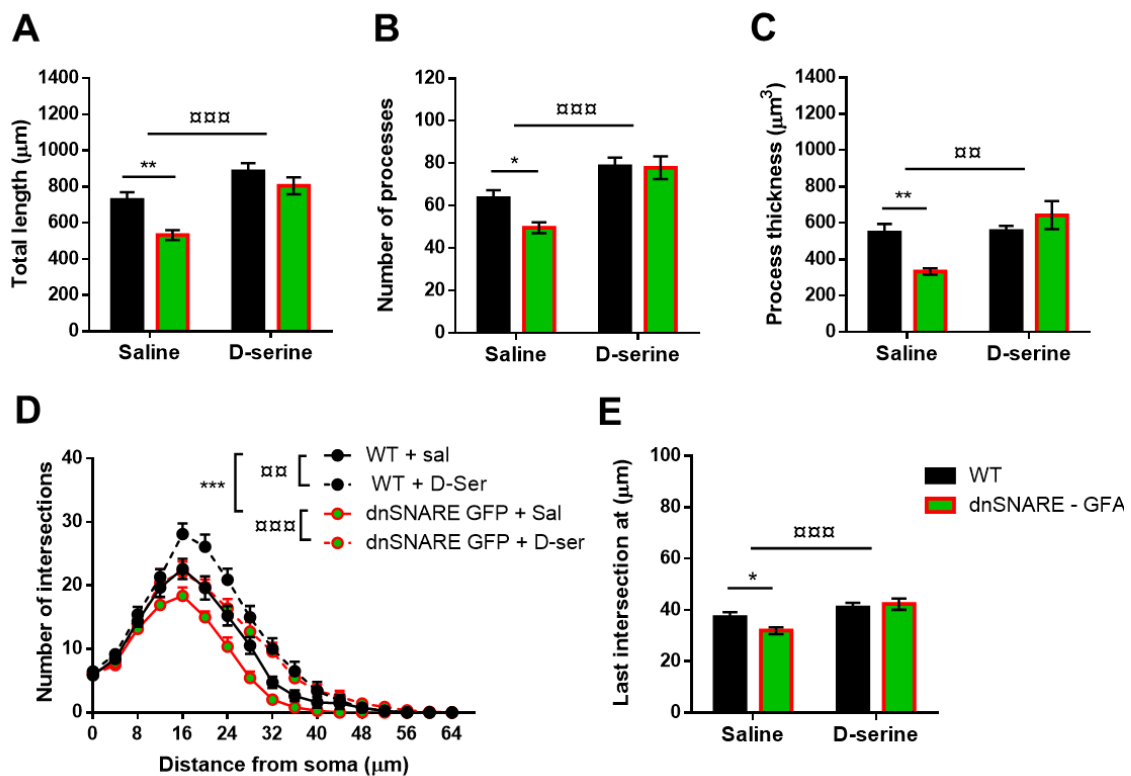 A
Total length (μm)
1400
1200
1000
800
600
400
200
0
¤¤¤
**
Saline
D-serine
B
Number of processes
120
100
80
60
40
20
0
¤¤¤
*
Saline
D-serine
C
Process thickness (μm³)
1400
1200
1000
800
600
400
200
0
¤¤
**
Saline
D-serine
D
Number of intersections
40
30
20
10
0
0 8 16 24 32 40 48 56 64
Distance from soma (μm)
***
¤¤
¤¤¤
WT + sal
WT + D-Ser
dnSNARE GFP + Sal
dnSNARE GFP + D-ser
E
Last intersection at (μm)
100
80
60
40
20
0
¤¤¤
*
Saline
D-serine
WT
dnSNARE - GFA